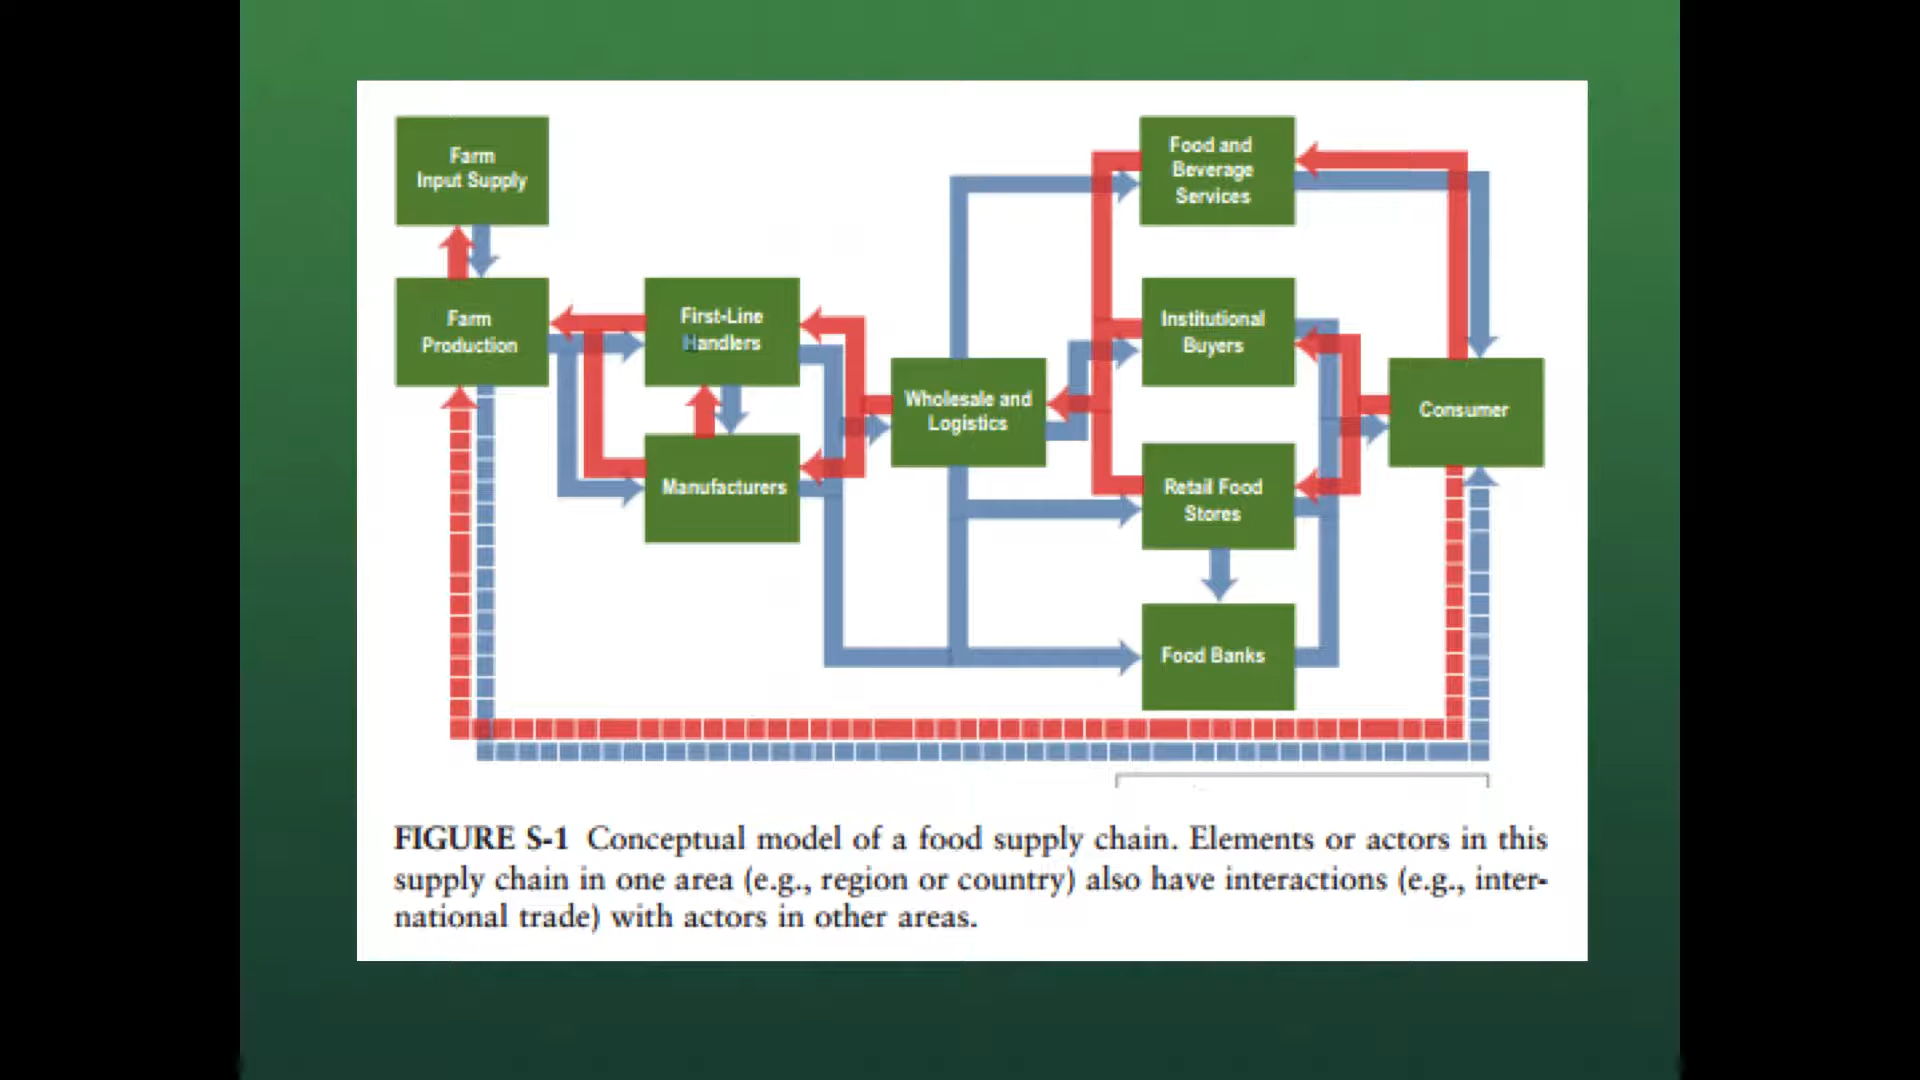 Farm
Input Supply
Food and
Beverage
Services
Farm
Production
First-Line
Handlers
Institutional
Buyers
Wholesale and
Logistics
Consumer
Manufacturers
Retail Food
Stores
Food Banks
FIGURE S-1 Conceptual model of a food supply chain. Elements or actors in this
supply chain in one area (e.g., region or country) also have interactions (e.g., inter-
national trade) with actors in other areas.